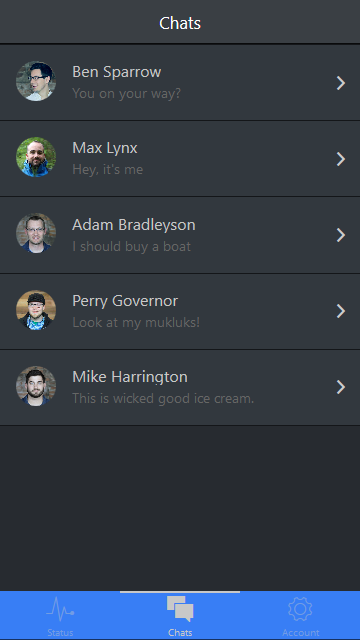 Chats
Ben Sparrow
You on your way?
Max Lynx
Hey, it's me
Adam Bradleyson
I should buy a boat
Perry Governor
Look at my mukluks!
Mike Harrington
This is wicked good ice cream.
Status
Chats
Account